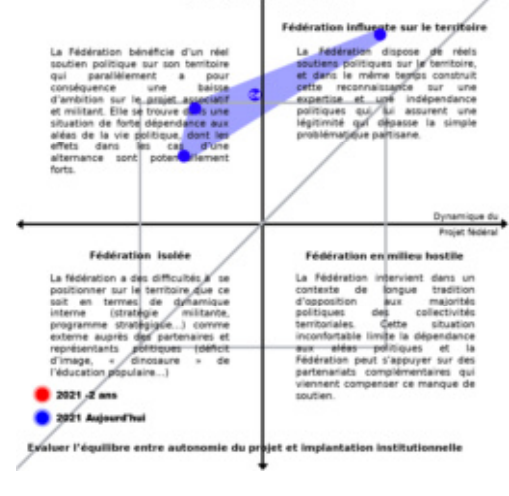 Fédération influente sur le territoire
La Fédération bénéficie d'un réel
soutien politique sur son territoire
qui parallèlement a pour
conséquence une baisse
d'ambition sur le projet associatif
et militant. Elle se trouve dans une
situation de forte dépendance aux
aléas de la vie politique, dont les
effets dans les cas d'une
alternance sont potentiellement
forts.
La Fédération dispose de réels
soutiens politiques sur le territoire,
et dans le même temps construit
cette reconnaissance sur une
expertise et une indépendance
politiques qui lui assurent une
légitimité qui dépasse la simple
problématique partisane.
Dynamique du
Projet fédéral
Fédération isolée
La fédération a des difficultés à se
positionner sur le territoire que ce
soit en termes de dynamique
interne (stratégie militante,
programme stratégique...) comme
externe auprès des partenaires et
représentants politiques (déficit
d'image, « dinosaure » de
l'éducation populaire...)
Fédération en milieu hostile
La Fédération intervient dans un
contexte de longue tradition
d'opposition aux majorités
politiques des collectivités
territoriales. Cette situation
inconfortable limite la dépendance
aux aléas politiques et la
Fédération peut s'appuyer sur des
partenariats complémentaires qui
viennent compenser ce manque de
soutien.
2021 -2 ans
2021 Aujourd'hui
Evaluer l'équilibre entre autonomie du projet et implantation institutionnelle